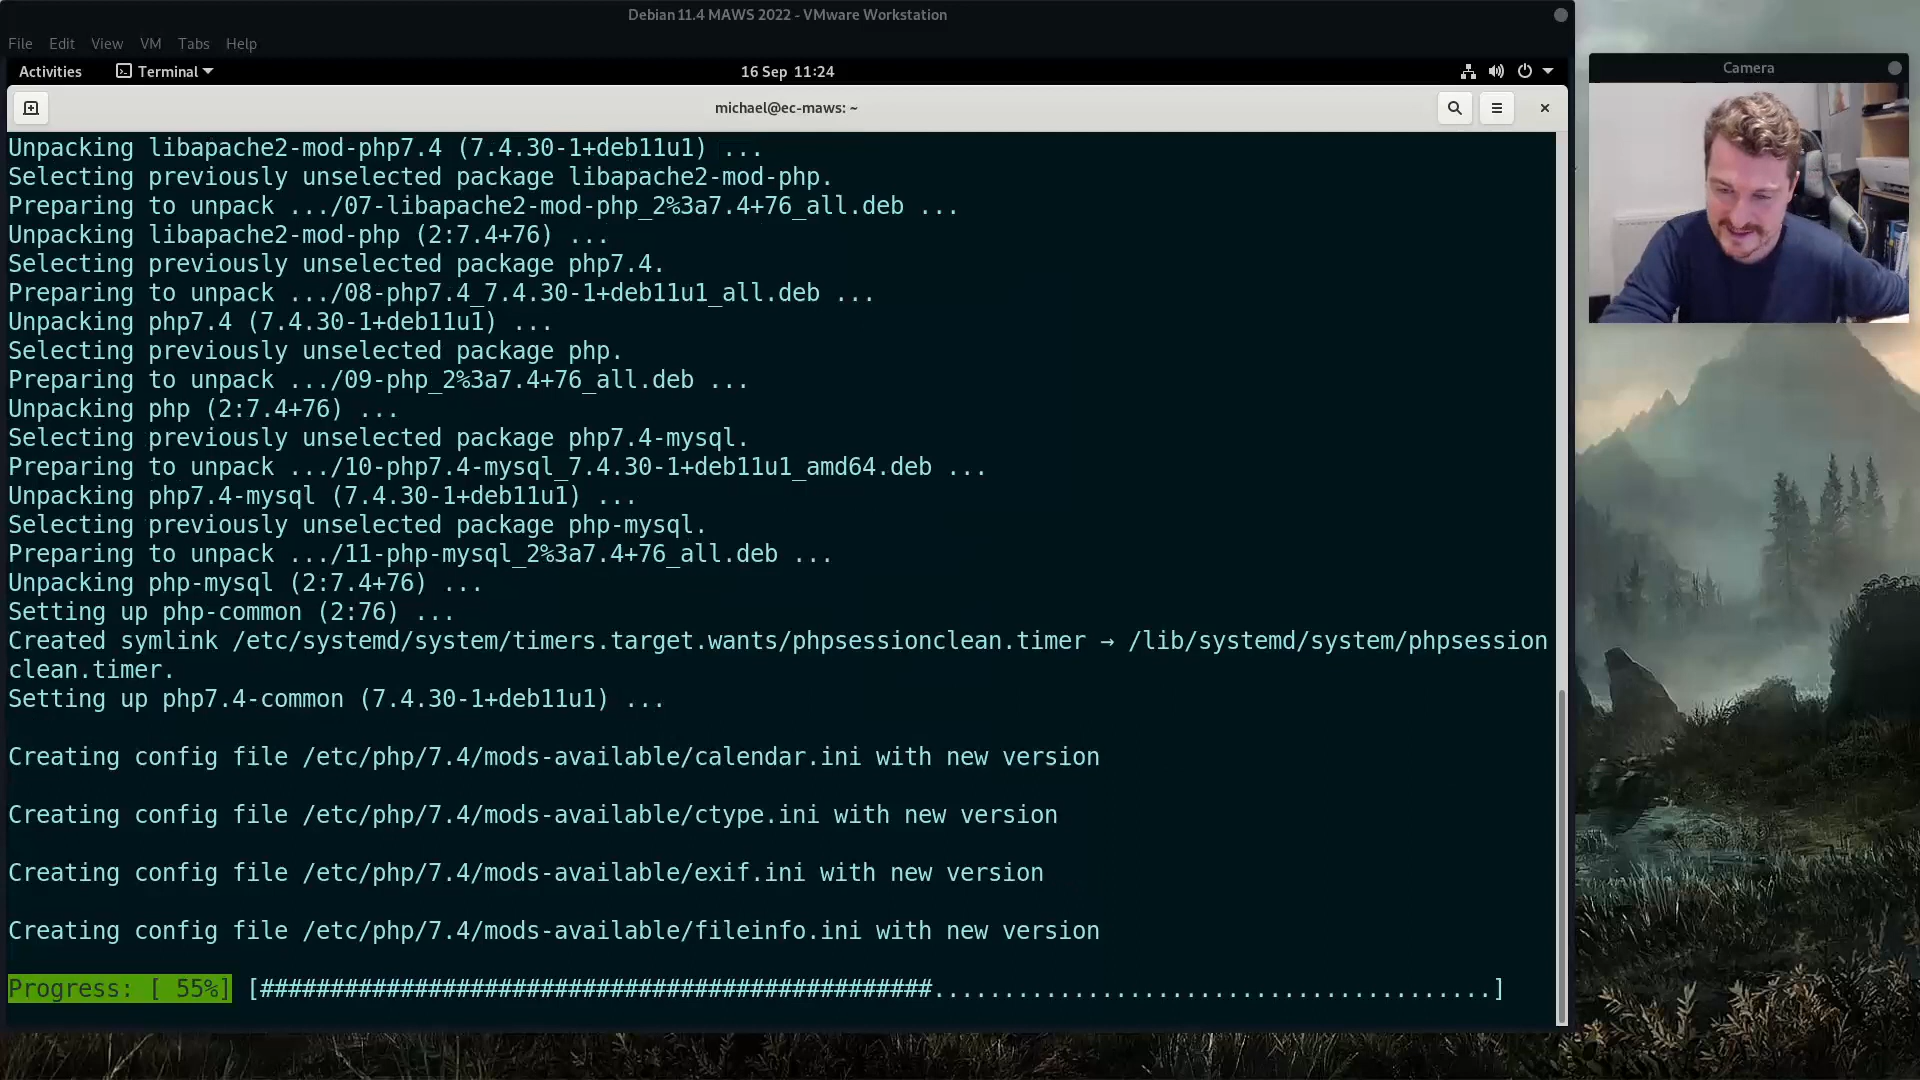 Debian 11.4 MAWS 2022 - VMware Workstation
File Edit View VM Tabs Help
Activities Terminal 16 Sep 11:24
Camera
michael@ec-maws: ~
Unpacking libapache2-mod-php7.4 (7.4.30-1+deb11u1) ...
Selecting previously unselected package libapache2-mod-php.
Preparing to unpack .../07-libapache2-mod-php_2%3a7.4+76_all.deb ...
Unpacking libapache2-mod-php (2:7.4+76) ...
Selecting previously unselected package php7.4.
Preparing to unpack .../08-php7.4_7.4.30-1+deb11u1_all.deb ...
Unpacking php7.4 (7.4.30-1+deb11u1) ...
Selecting previously unselected package php.
Preparing to unpack .../09-php_2%3a7.4+76_all.deb ...
Unpacking php (2:7.4+76) ...
Selecting previously unselected package php7.4-mysql.
Preparing to unpack .../10-php7.4-mysql_7.4.30-1+deb11u1_amd64.deb ...
Unpacking php7.4-mysql (7.4.30-1+deb11u1) ...
Selecting previously unselected package php-mysql.
Preparing to unpack .../11-php-mysql_2%3a7.4+76_all.deb ...
Unpacking php-mysql (2:7.4+76) ...
Setting up php-common (2:76) ...
Created symlink /etc/systemd/system/timers.target.wants/phpsessionclean.timer → /lib/systemd/system/phpsession
clean.timer.
Setting up php7.4-common (7.4.30-1+deb11u1) ...
Creating config file /etc/php/7.4/mods-available/calendar.ini with new version
Creating config file /etc/php/7.4/mods-available/ctype.ini with new version
Creating config file /etc/php/7.4/mods-available/exif.ini with new version
Creating config file /etc/php/7.4/mods-available/fileinfo.ini with new version
Progress: [ 55%] [################################################........................................]